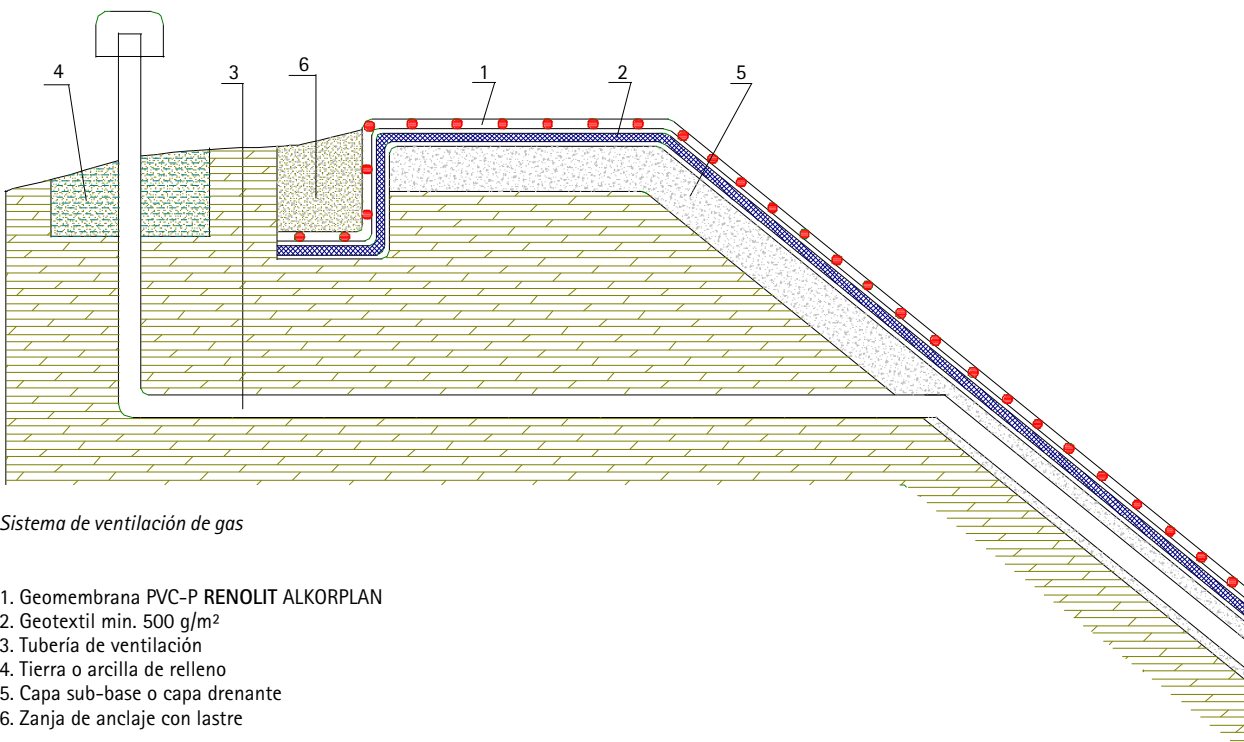 4 3 6 1 2 5
Sistema de ventilación de gas
1. Geomembrana PVC-P RENOLIT ALKORPLAN
2. Geotextil min. 500 g/m²
3. Tubería de ventilación
4. Tierra o arcilla de relleno
5. Capa sub-base o capa drenante
6. Zanja de anclaje con lastre